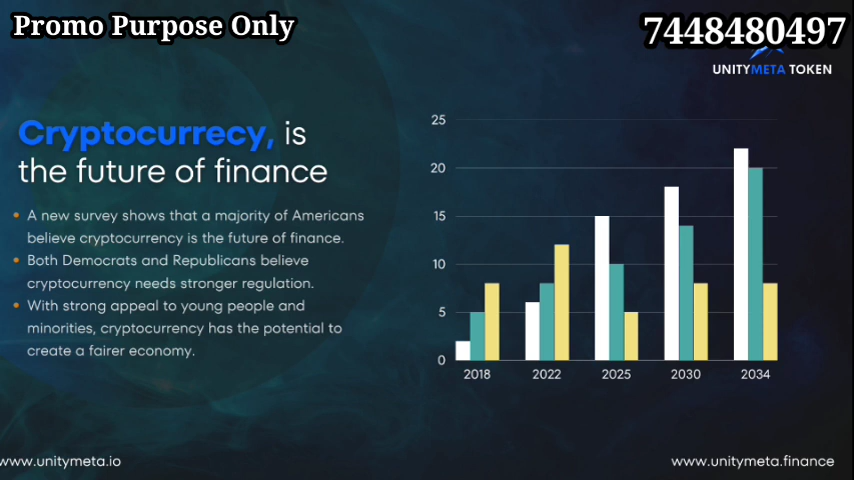 Promo Purpose Only
7448480497
UNITYMETA TOKEN
Cryptocurrecy, is
the future of finance
• A new survey shows that a majority of Americans
believe cryptocurrency is the future of finance.
• Both Democrats and Republicans believe
cryptocurrency needs stronger regulation.
• With strong appeal to young people and
minorities, cryptocurrency has the potential to
create a fairer economy.
25
20
15
10
5
0
2018 2022 2025 2030 2034
www.unitymeta.io
www.unitymeta.finance